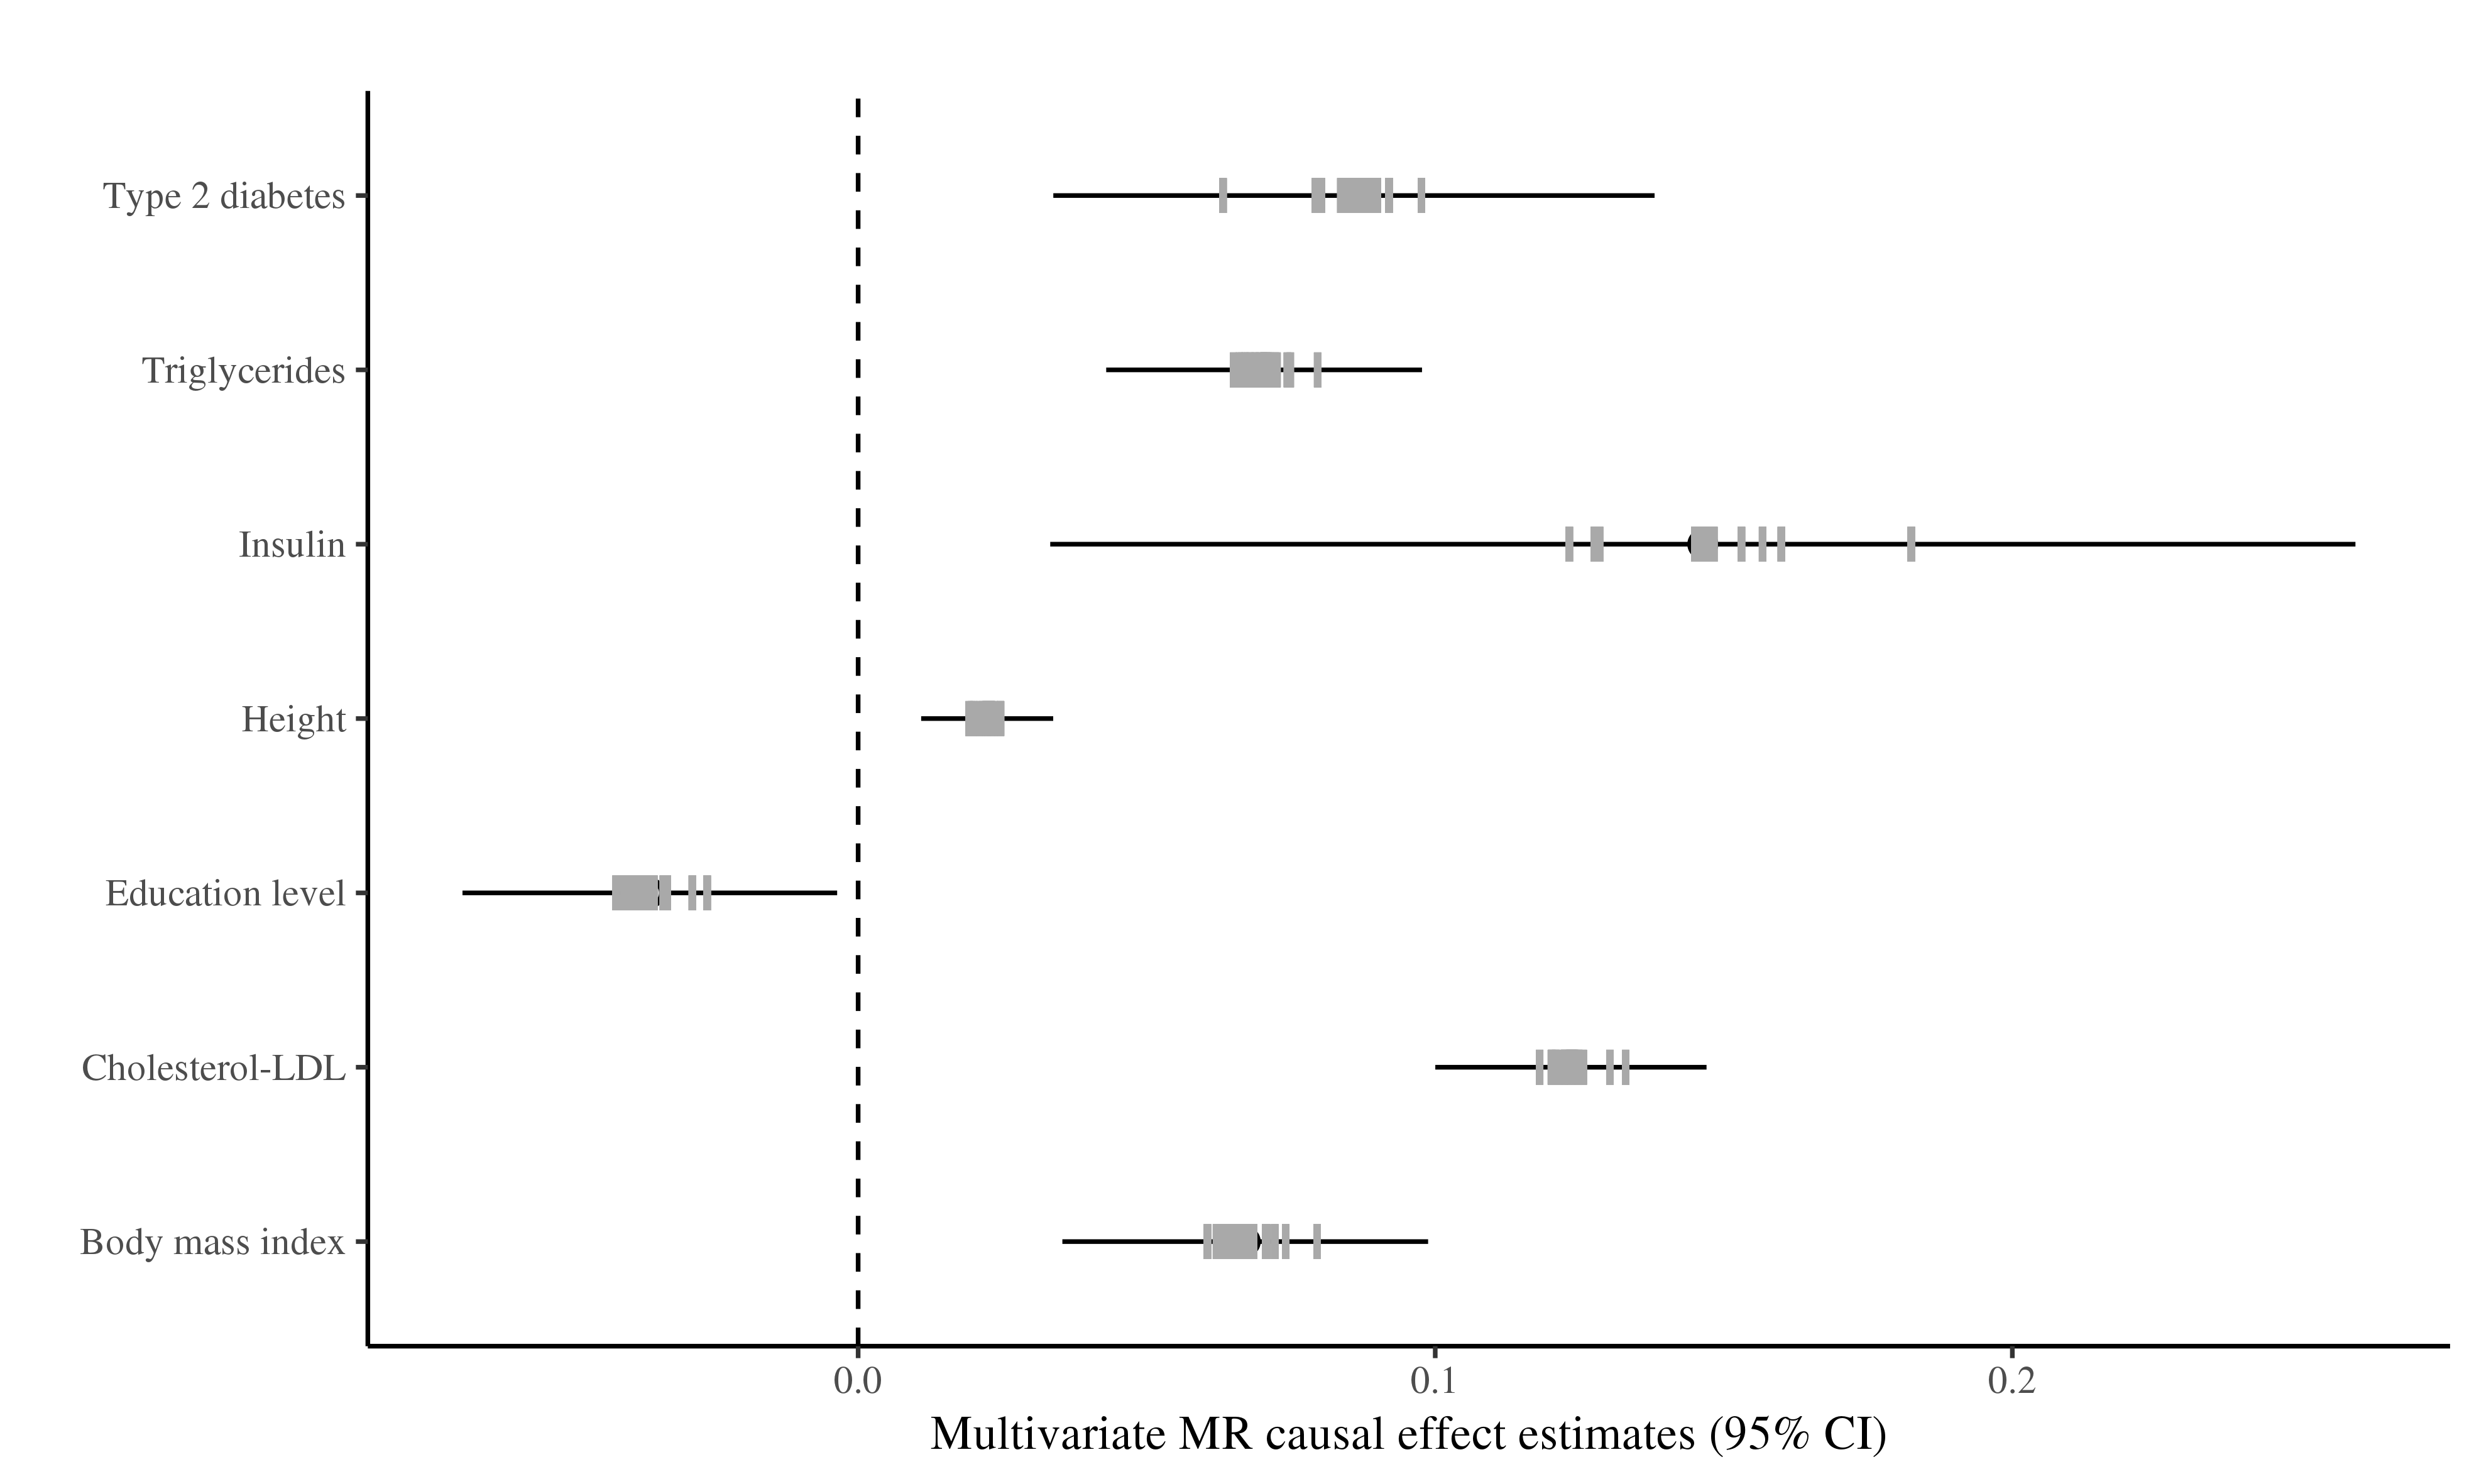 Type 2 diabetes
Triglycerides
Insulin
Height
Education level
Cholesterol-LDL
Body mass index
0.0 0.1 0.2
Multivariate MR causal effect estimates (95% CI)